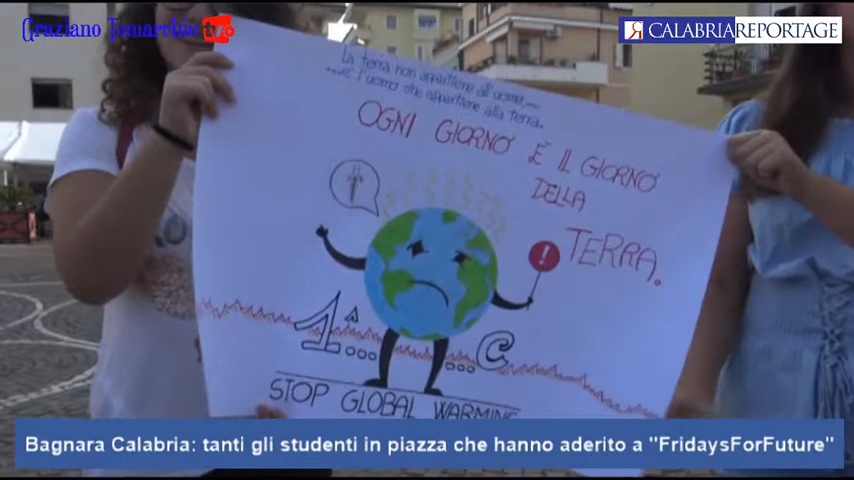 Graziano Tomarchio tvo
CALABRIAREPORTAGE
La terra non appartiene all'uomo,...
...è l'uomo che appartiene alla terra.
OGNI GIORNO È IL GIORNO
DELLA
TERRA.
!
1^.... ....C
STOP GLOBAL WARMING
Bagnara Calabria: tanti gli studenti in piazza che hanno aderito a "FridaysForFuture"